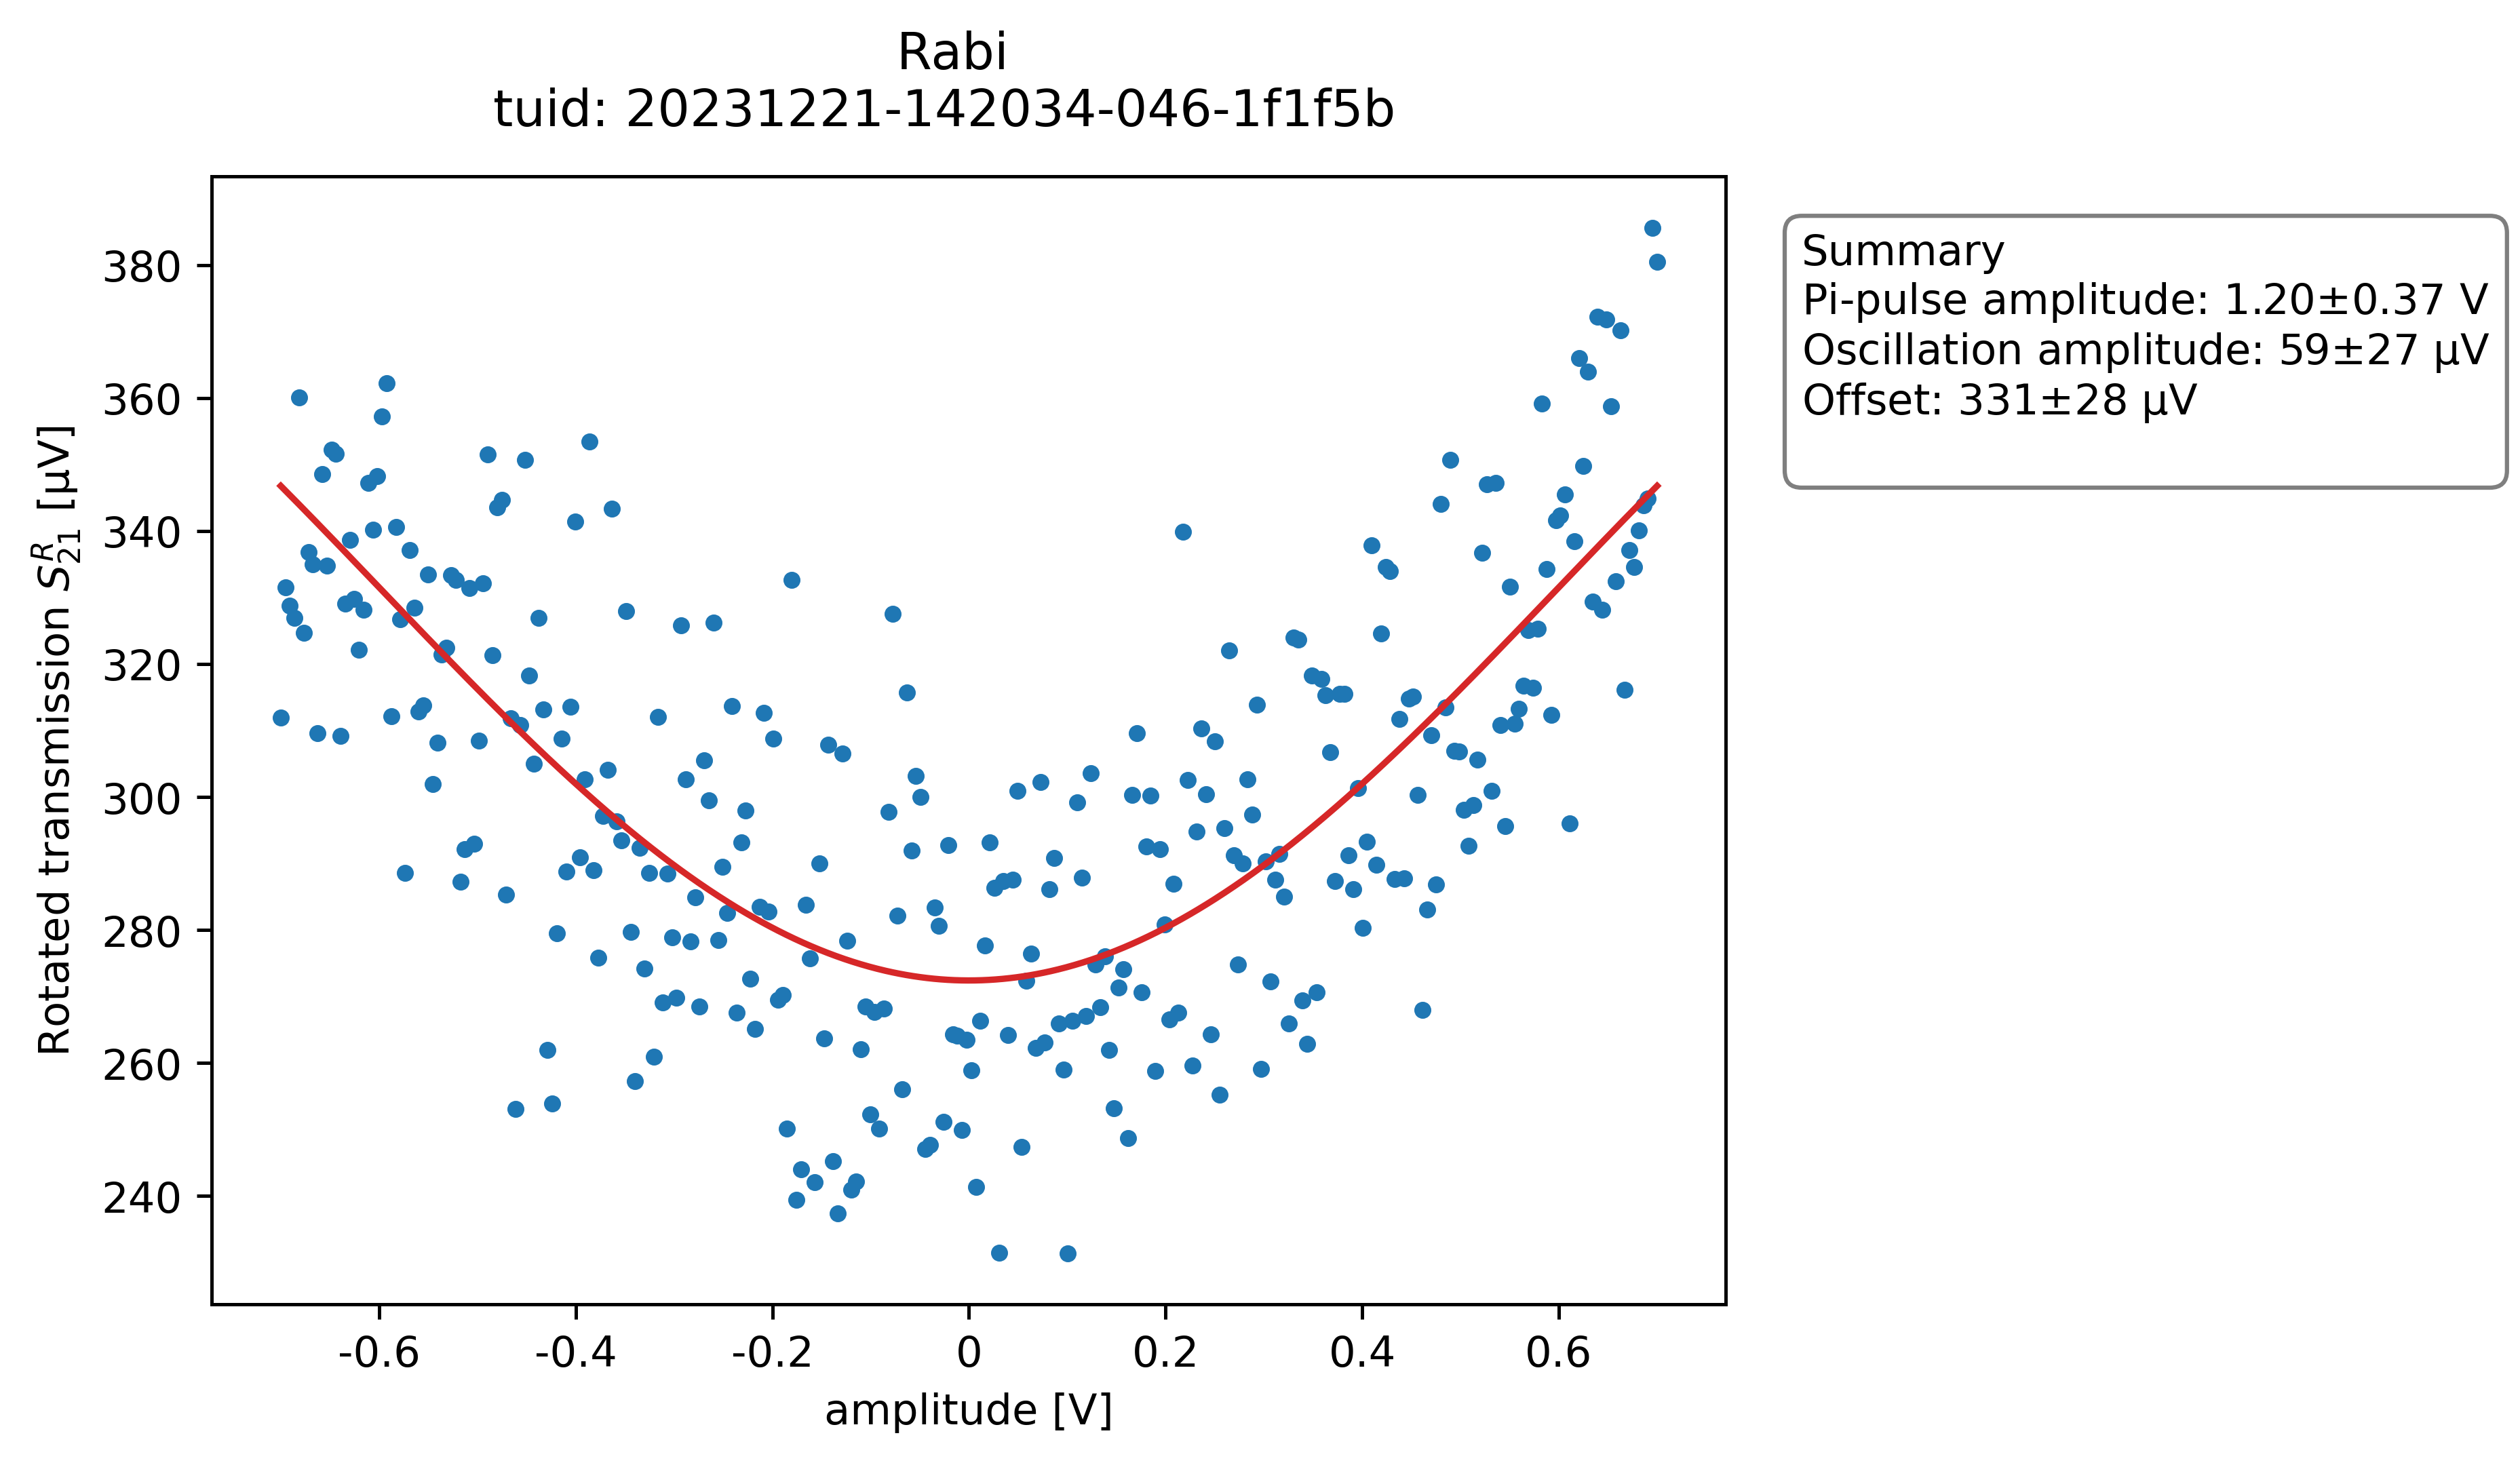 Rabi
tuid: 20231221-142034-046-1f1f5b
380
360
340
320
300
280
260
240
Rotated transmission $S_{21}^{R}$ [µV]
-0.6 -0.4 -0.2 0 0.2 0.4 0.6
amplitude [V]
Summary
Pi-pulse amplitude: 1.20±0.37 V
Oscillation amplitude: 59±27 µV
Offset: 331±28 µV